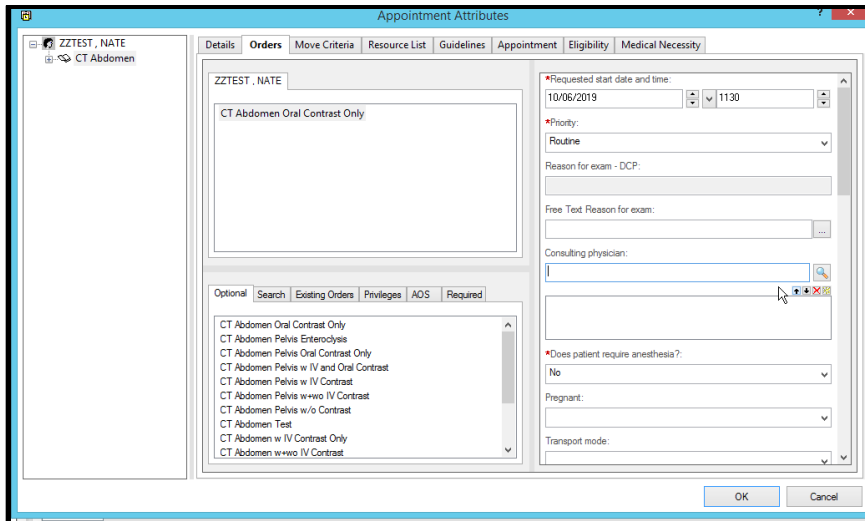 Appointment Attributes
? ×
ZZTEST , NATE
CT Abdomen
Details Orders Move Criteria Resource List Guidelines Appointment Eligibility Medical Necessity
ZZTEST , NATE
CT Abdomen Oral Contrast Only
Optional Search Existing Orders Privileges AOS Required
CT Abdomen Oral Contrast Only
CT Abdomen Pelvis Enteroclysis
CT Abdomen Pelvis Oral Contrast Only
CT Abdomen Pelvis w IV and Oral Contrast
CT Abdomen Pelvis w IV Contrast
CT Abdomen Pelvis w+wo IV Contrast
CT Abdomen Pelvis w/o Contrast
CT Abdomen Test
CT Abdomen w IV Contrast Only
CT Abdomen w+wo IV Contrast
*Requested start date and time:
10/06/2019 1130
*Priority:
Routine
Reason for exam - DCP:
Free Text Reason for exam:
...
Consulting physician:
*Does patient require anesthesia?:
No
Pregnant:
Transport mode:
OK Cancel